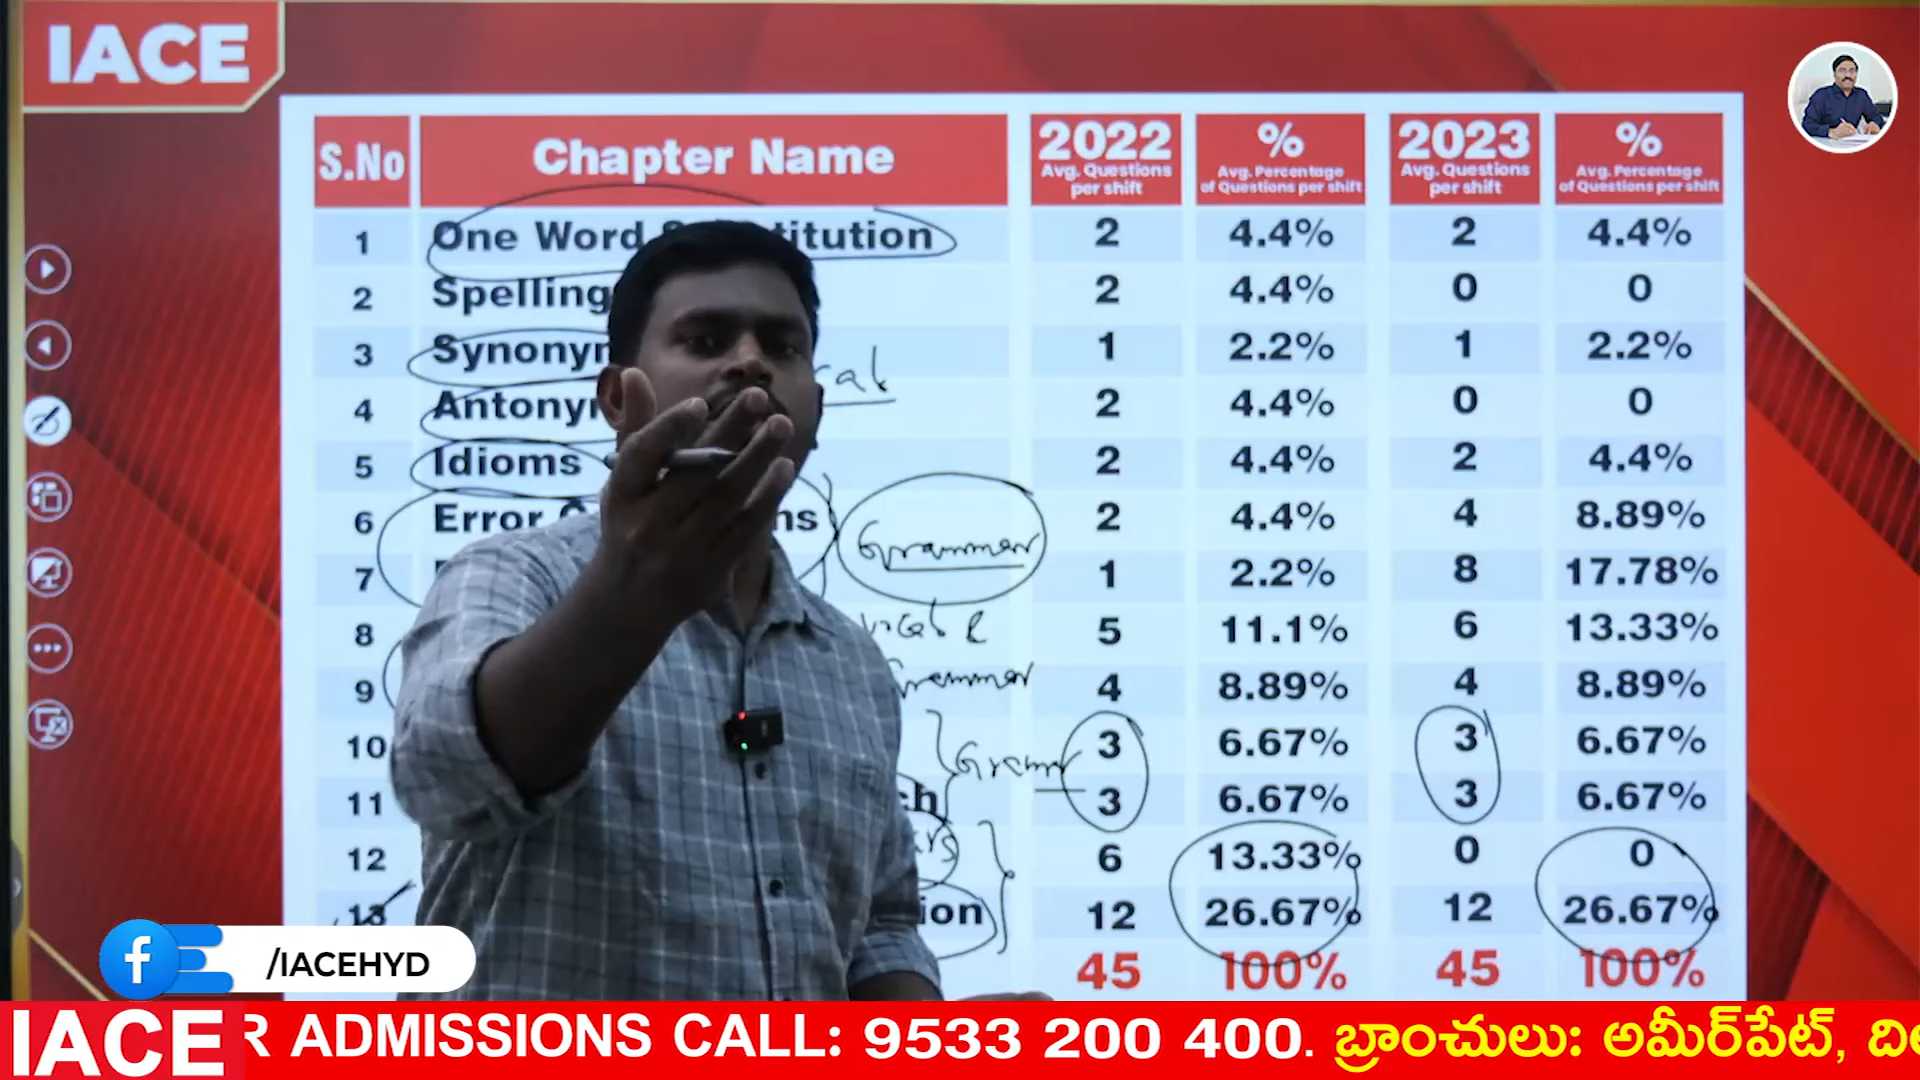 IACE
S.No Chapter Name 2022 Avg. Questions per shift % Avg. Percentage of Questions per shift 2023 Avg. Questions per shift % Avg. Percentage of Questions per shift
1 One Word titution 2 4.4% 2 4.4%
2 Spelling 2 4.4% 0 0
3 Synonym 1 2.2% 1 2.2%
4 Antonym 2 4.4% 0 0
5 Idioms 2 4.4% 2 4.4%
6 Error ns 2 4.4% 4 8.89%
Grammer
7 1 2.2% 8 17.78%
8 vocab & 5 11.1% 6 13.33%
9 Grammer 4 8.89% 4 8.89%
10 3 6.67% 3 6.67%
Gramm
11 ch 3 6.67% 3 6.67%
12 6 13.33% 0 0
13 ion 12 26.67% 12 26.67%
45 100% 45 100%
f /IACEHYD
IACE R ADMISSIONS CALL: 9533 200 400. బ్రాంచులు: అమీర్‌పేట్, దిల